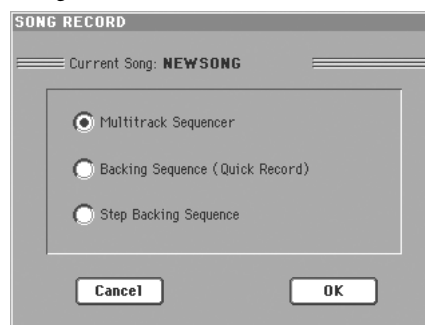 SONG RECORD
Current Song: NEWSONG
Multitrack Sequencer
Backing Sequence (Quick Record)
Step Backing Sequence
Cancel OK